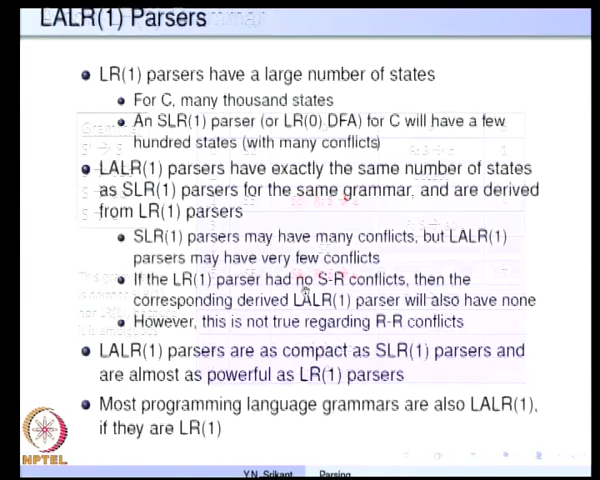 LALR(1) Parsers
LR(1) parsers have a large number of states
For C, many thousand states
An SLR(1) parser (or LR(0) DFA) for C will have a few
hundred states (with many conflicts)
LALR(1) parsers have exactly the same number of states
as SLR(1) parsers for the same grammar, and are derived
from LR(1) parsers
SLR(1) parsers may have many conflicts, but LALR(1)
parsers may have very few conflicts
If the LR(1) parser had no S-R conflicts, then the
corresponding derived LALR(1) parser will also have none
However, this is not true regarding R-R conflicts
LALR(1) parsers are as compact as SLR(1) parsers and
are almost as powerful as LR(1) parsers
Most programming language grammars are also LALR(1),
if they are LR(1)
NPTEL
Y.N. Srikant Parsing